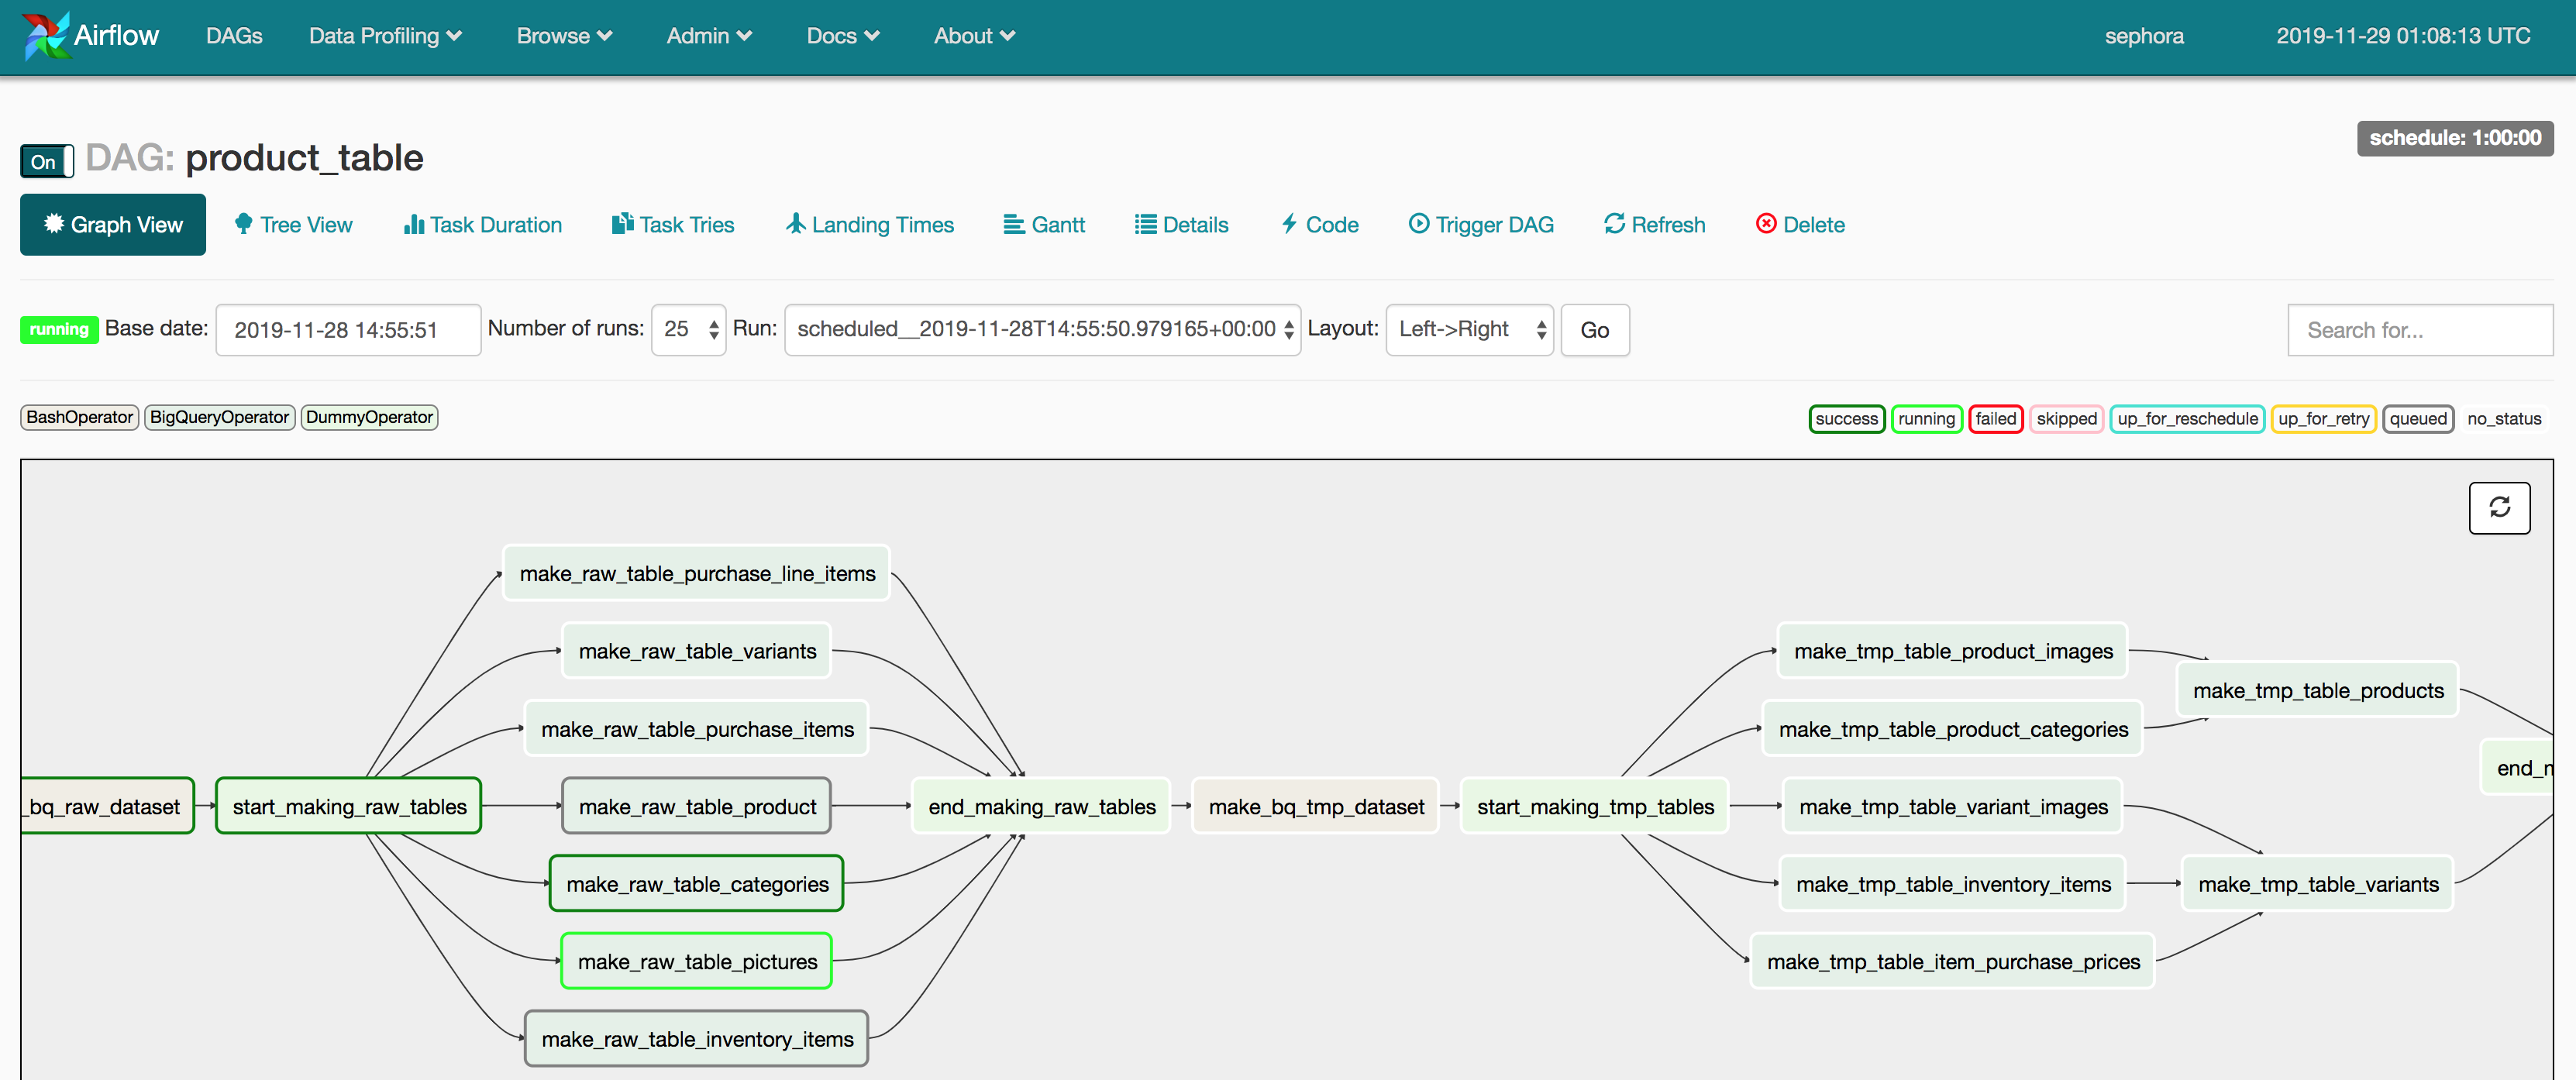 Airflow DAGs Data Profiling Browse Admin Docs About sephora 2019-11-29 01:08:13 UTC
schedule: 1:00:00
On DAG: product_table
Graph View Tree View Task Duration Task Tries Landing Times Gantt Details Code Trigger DAG Refresh Delete
running Base date: 2019-11-28 14:55:51 Number of runs: 25 Run: scheduled__2019-11-28T14:55:50.979165+00:00 Layout: Left->Right Go Search for...
BashOperator BigQueryOperator DummyOperator success running failed skipped up_for_reschedule up_for_retry queued no_status
make_raw_table_purchase_line_items
make_raw_table_variants make_tmp_table_product_images
make_tmp_table_products
make_raw_table_purchase_items make_tmp_table_product_categories
end_m
_bq_raw_dataset start_making_raw_tables make_raw_table_product end_making_raw_tables make_bq_tmp_dataset start_making_tmp_tables make_tmp_table_variant_images
make_raw_table_categories make_tmp_table_inventory_items make_tmp_table_variants
make_raw_table_pictures make_tmp_table_item_purchase_prices
make_raw_table_inventory_items